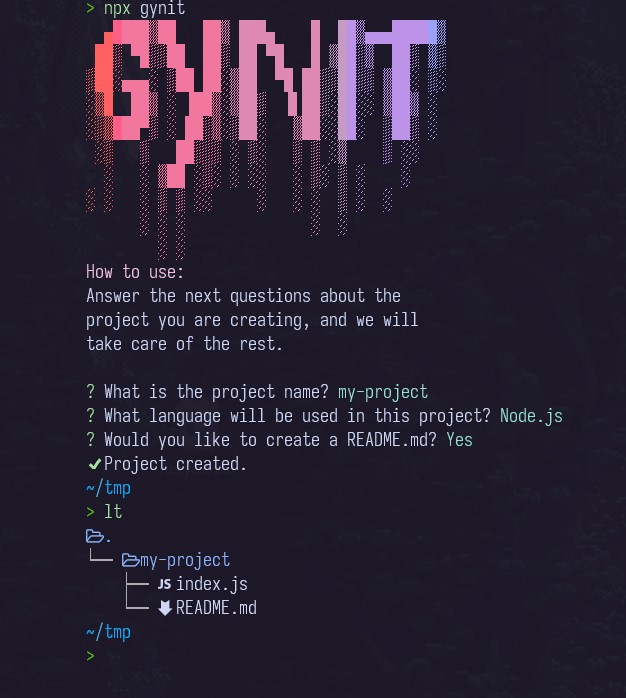 > npx gynit
GYNIT
How to use:
Answer the next questions about the
project you are creating, and we will
take care of the rest.
? What is the project name? my-project
? What language will be used in this project? Node.js
? Would you like to create a README.md? Yes
✔Project created.
~/tmp
> lt
.
└── my-project
├── JS index.js
└── README.md
~/tmp
>